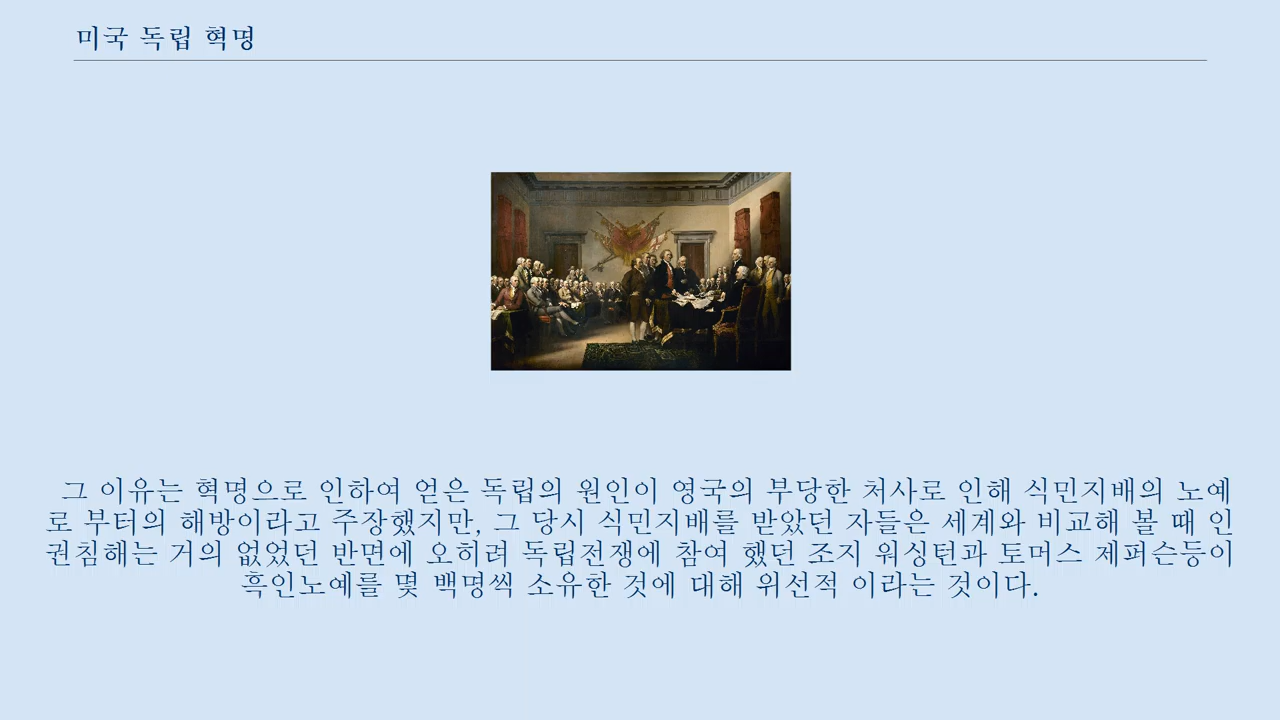 미국 독립 혁명
그 이유는 혁명으로 인하여 얻은 독립의 원인이 영국의 부당한 처사로 인해 식민지배의 노예
로 부터의 해방이라고 주장했지만, 그 당시 식민지배를 받았던 자들은 세계와 비교해 볼 때 인
권침해는 거의 없었던 반면에 오히려 독립전쟁에 참여 했던 조지 워싱턴과 토머스 제퍼슨등이
흑인노예를 몇 백명씩 소유한 것에 대해 위선적 이라는 것이다.